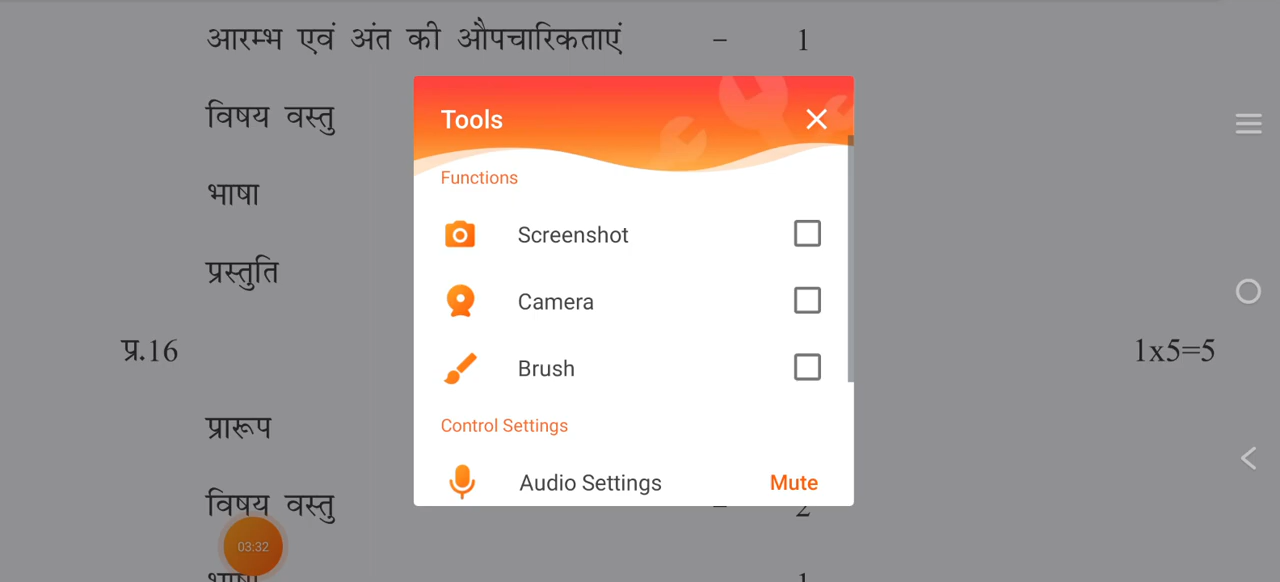 आरम्भ एवं अंत की औपचारिकताएं – 1
विषय वस्तु
भाषा
प्रस्तुति
प्र.16 1x5=5
प्रारूप
विषय वस्तु – 2
भाषा 1
Tools
Functions
Screenshot
Camera
Brush
Control Settings
Audio Settings Mute
03:32